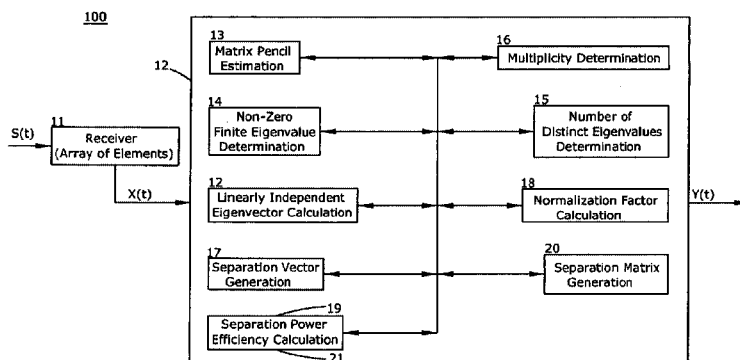 100
12
13
Matrix Pencil
Estimation
16
Multiplicity Determination
14
Non-Zero
Finite Eigenvalue
Determination
15
Number of
Distinct Eigenvalues
Determination
S(t)
11
Receiver
(Array of Elements)
X(t)
12
Linearly Independent
Eigenvector Calculation
18
Normalization Factor
Calculation
Y(t)
17
Separation Vector
Generation
20
Separation Matrix
Generation
19
Separation Power
Efficiency Calculation
21